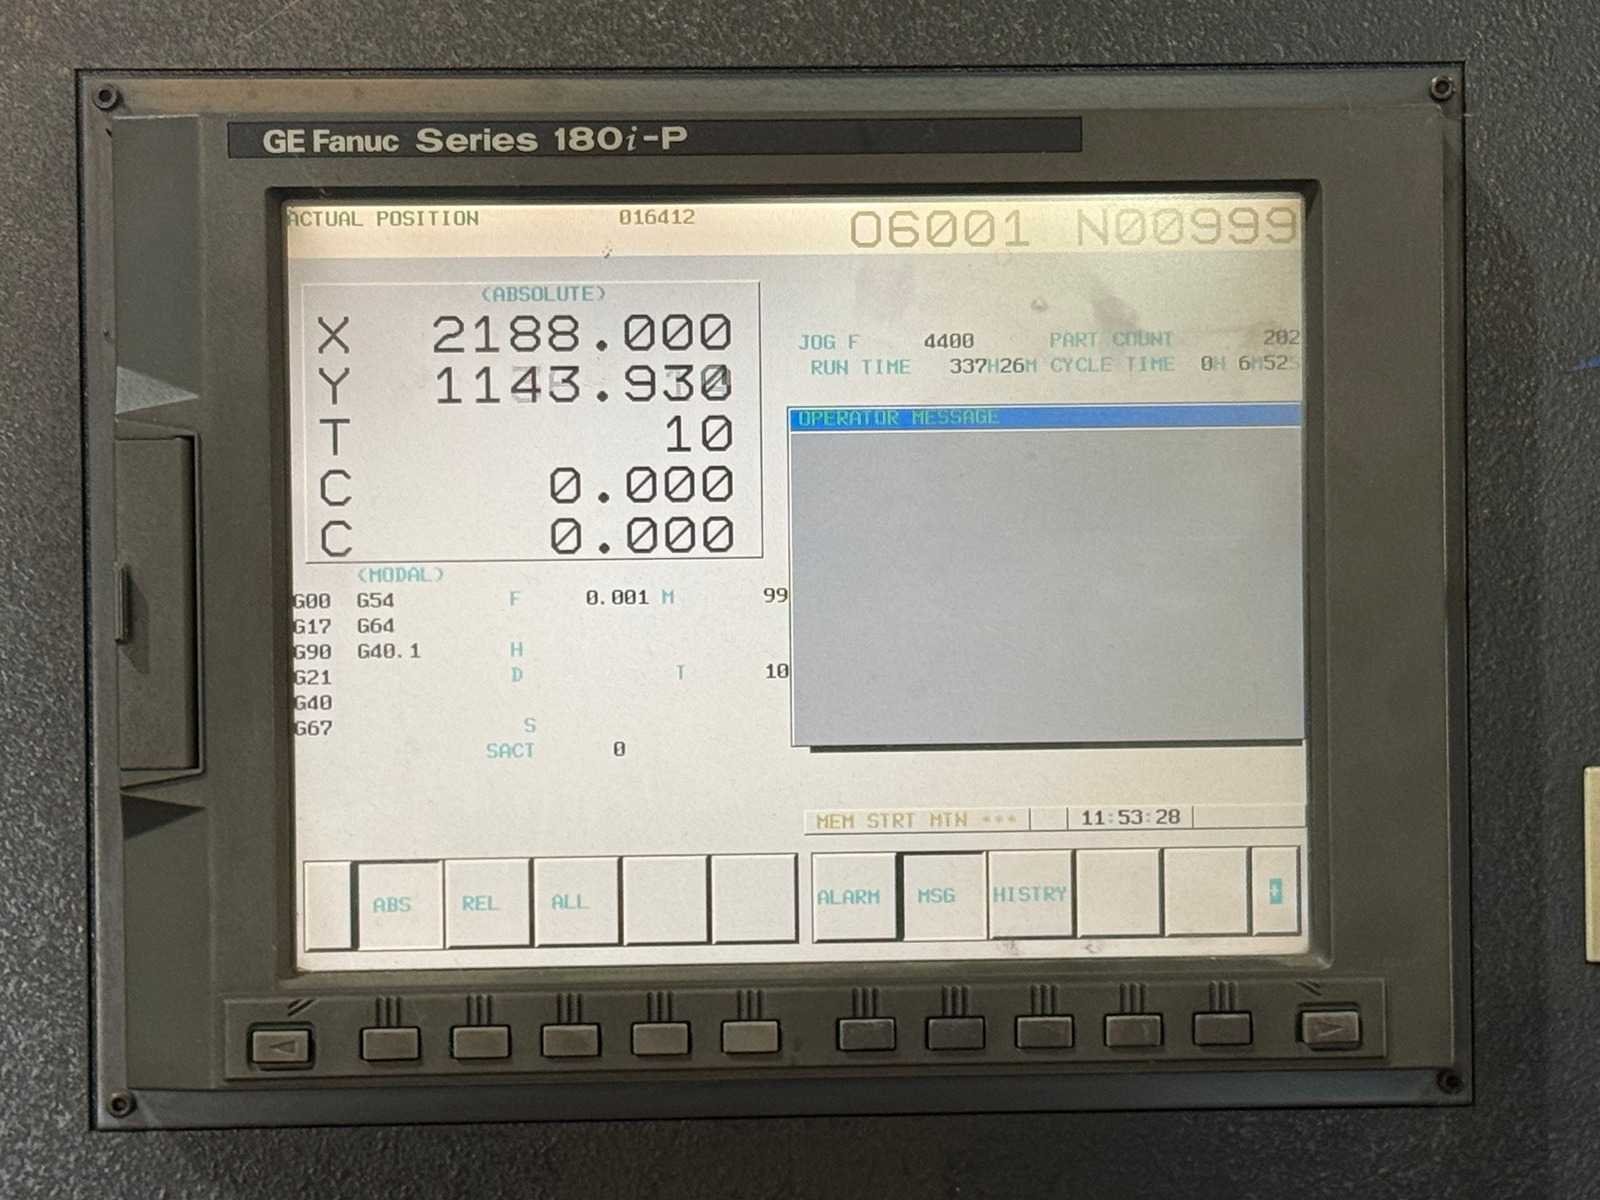 GE Fanuc Series 180i-P
ACTUAL POSITION 016412 O6001 N00999
(ABSOLUTE)
X 2188.000
Y 1143.930
T 10
C 0.000
C 0.000
JOG F 4400 PART COUNT 202
RUN TIME 337H26M CYCLE TIME 0H 6M52S
OPERATOR MESSAGE
(MODAL)
G00 G54 F 0.001 M 99
G17 G64
G90 G40.1 H
G21 D T 10
G40
G67 S
SACT 0
MEM STRT MTN *** 11:53:28
ABS REL ALL ALARM MSG HISTRY +